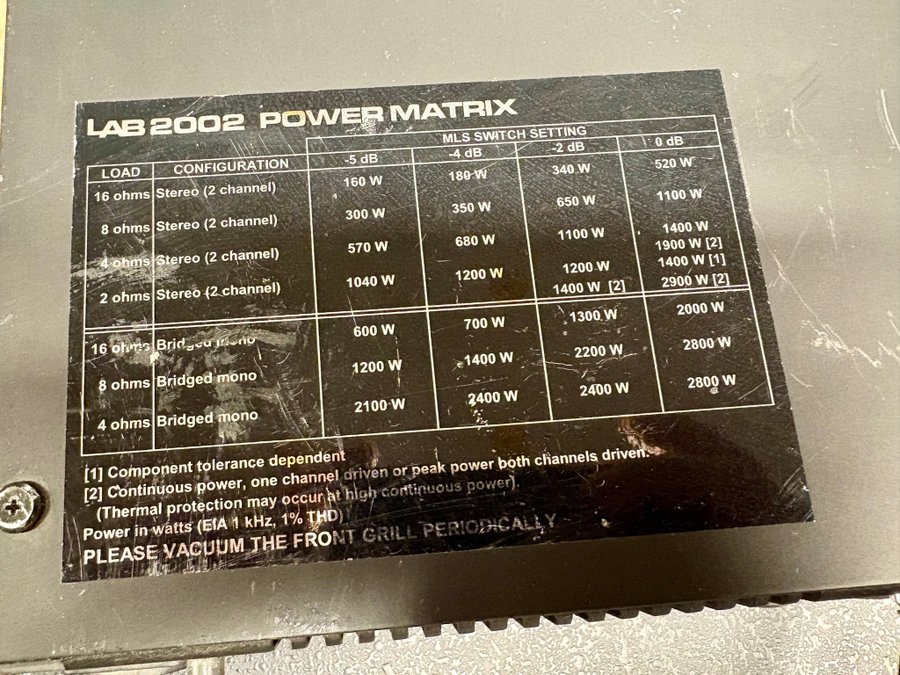 LAB 2002 POWER MATRIX
MLS SWITCH SETTING
LOAD CONFIGURATION -5 dB -4 dB -2 dB 0 dB
16 ohms Stereo (2 channel) 160 W 180 W 340 W 520 W
8 ohms Stereo (2 channel) 300 W 350 W 650 W 1100 W
4 ohms Stereo (2 channel) 570 W 680 W 1100 W 1400 W
1900 W [2]
2 ohms Stereo (2 channel) 1040 W 1200 W 1200 W 1400 W [1]
1400 W [2] 2900 W [2]
16 ohms Bridged mono 600 W 700 W 1300 W 2000 W
8 ohms Bridged mono 1200 W 1400 W 2200 W 2800 W
4 ohms Bridged mono 2100 W 2400 W 2400 W 2800 W
[1] Component tolerance dependent
[2] Continuous power, one channel driven or peak power both channels driven.
(Thermal protection may occur at high continuous power).
Power in watts (EIA 1 kHz, 1% THD)
PLEASE VACUUM THE FRONT GRILL PERIODICALLY